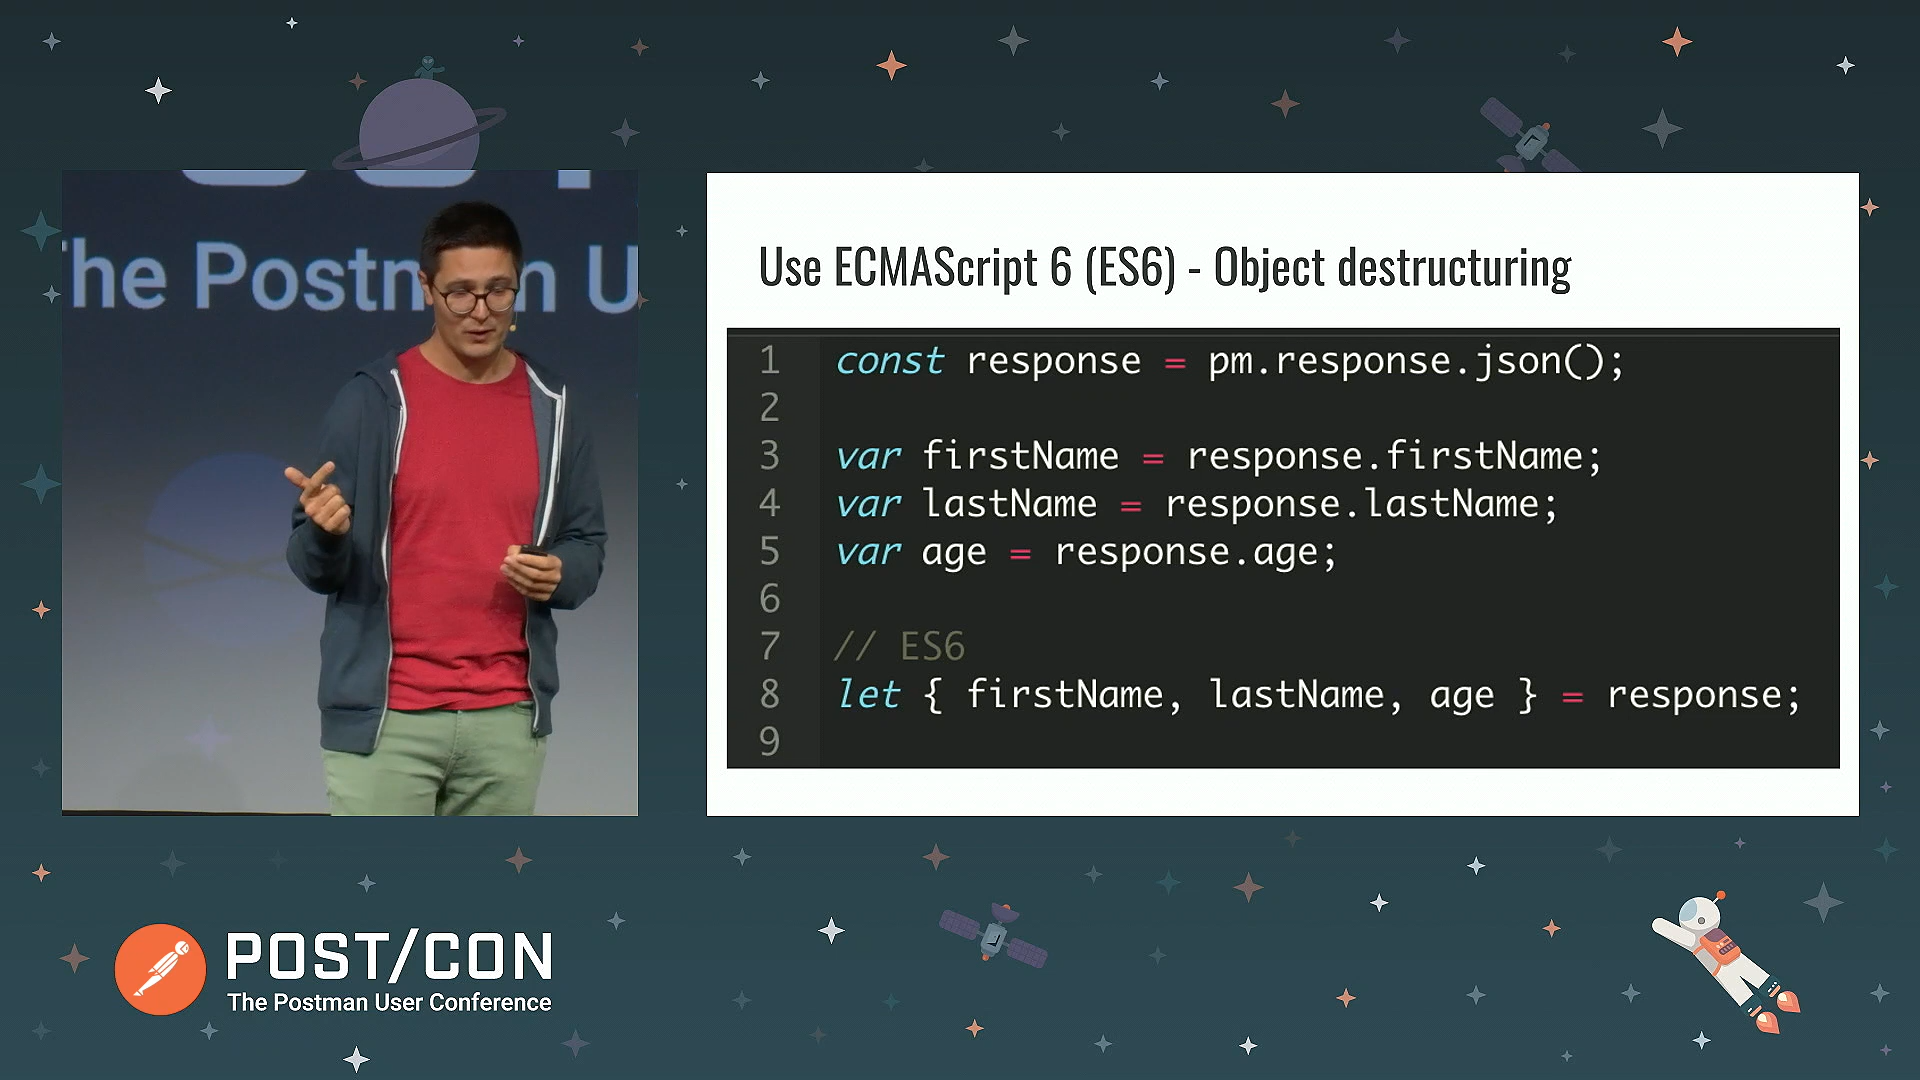 The Postman U
Use ECMAScript 6 (ES6) - Object destructuring
1 const response = pm.response.json();
2
3 var firstName = response.firstName;
4 var lastName = response.lastName;
5 var age = response.age;
6
7 // ES6
8 let { firstName, lastName, age } = response;
9
POST/CON
The Postman User Conference